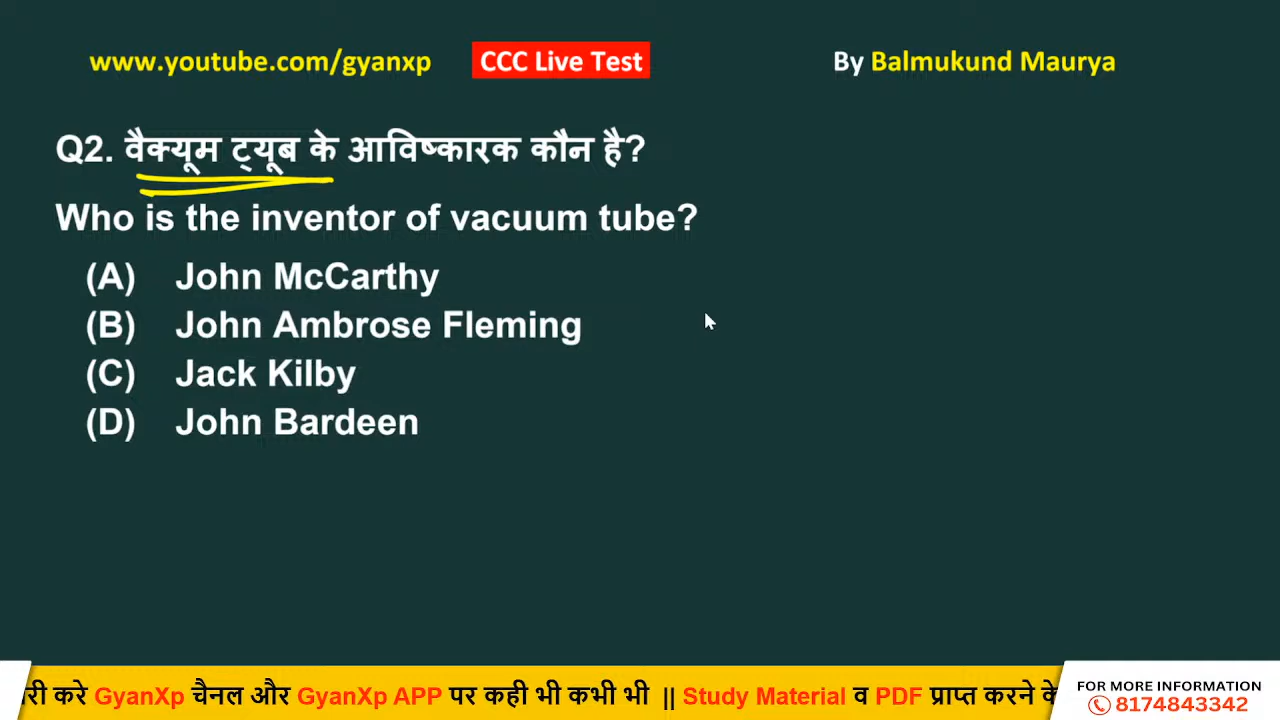 www.youtube.com/gyanxp CCC Live Test By Balmukund Maurya
Q2. वैक्यूम ट्यूब के आविष्कारक कौन है?
Who is the inventor of vacuum tube?
(A) John McCarthy
(B) John Ambrose Fleming
(C) Jack Kilby
(D) John Bardeen
री करे GyanXp चैनल और GyanXp APP पर कही भी कभी भी || Study Material व PDF प्राप्त करने के
FOR MORE INFORMATION
8174843342